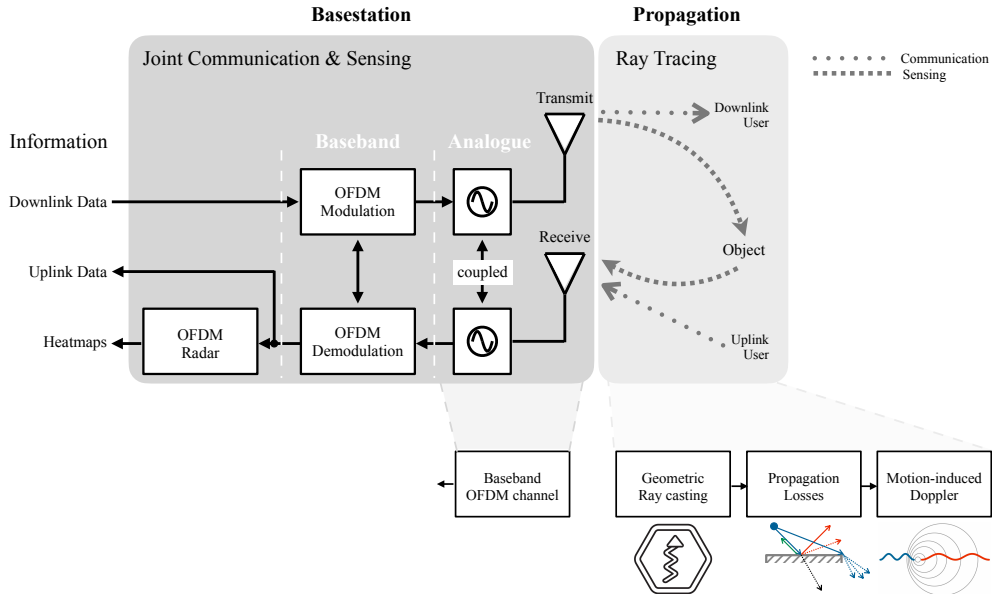 Basestation
Propagation
Joint Communication & Sensing
Ray Tracing
Communication
Sensing
Transmit
Downlink
User
Information
Baseband
Analogue
Downlink Data
OFDM
Modulation
Receive
Object
Uplink Data
coupled
Heatmaps
OFDM
Radar
OFDM
Demodulation
Uplink
User
Baseband
OFDM channel
Geometric
Ray casting
Propagation
Losses
Motion-induced
Doppler